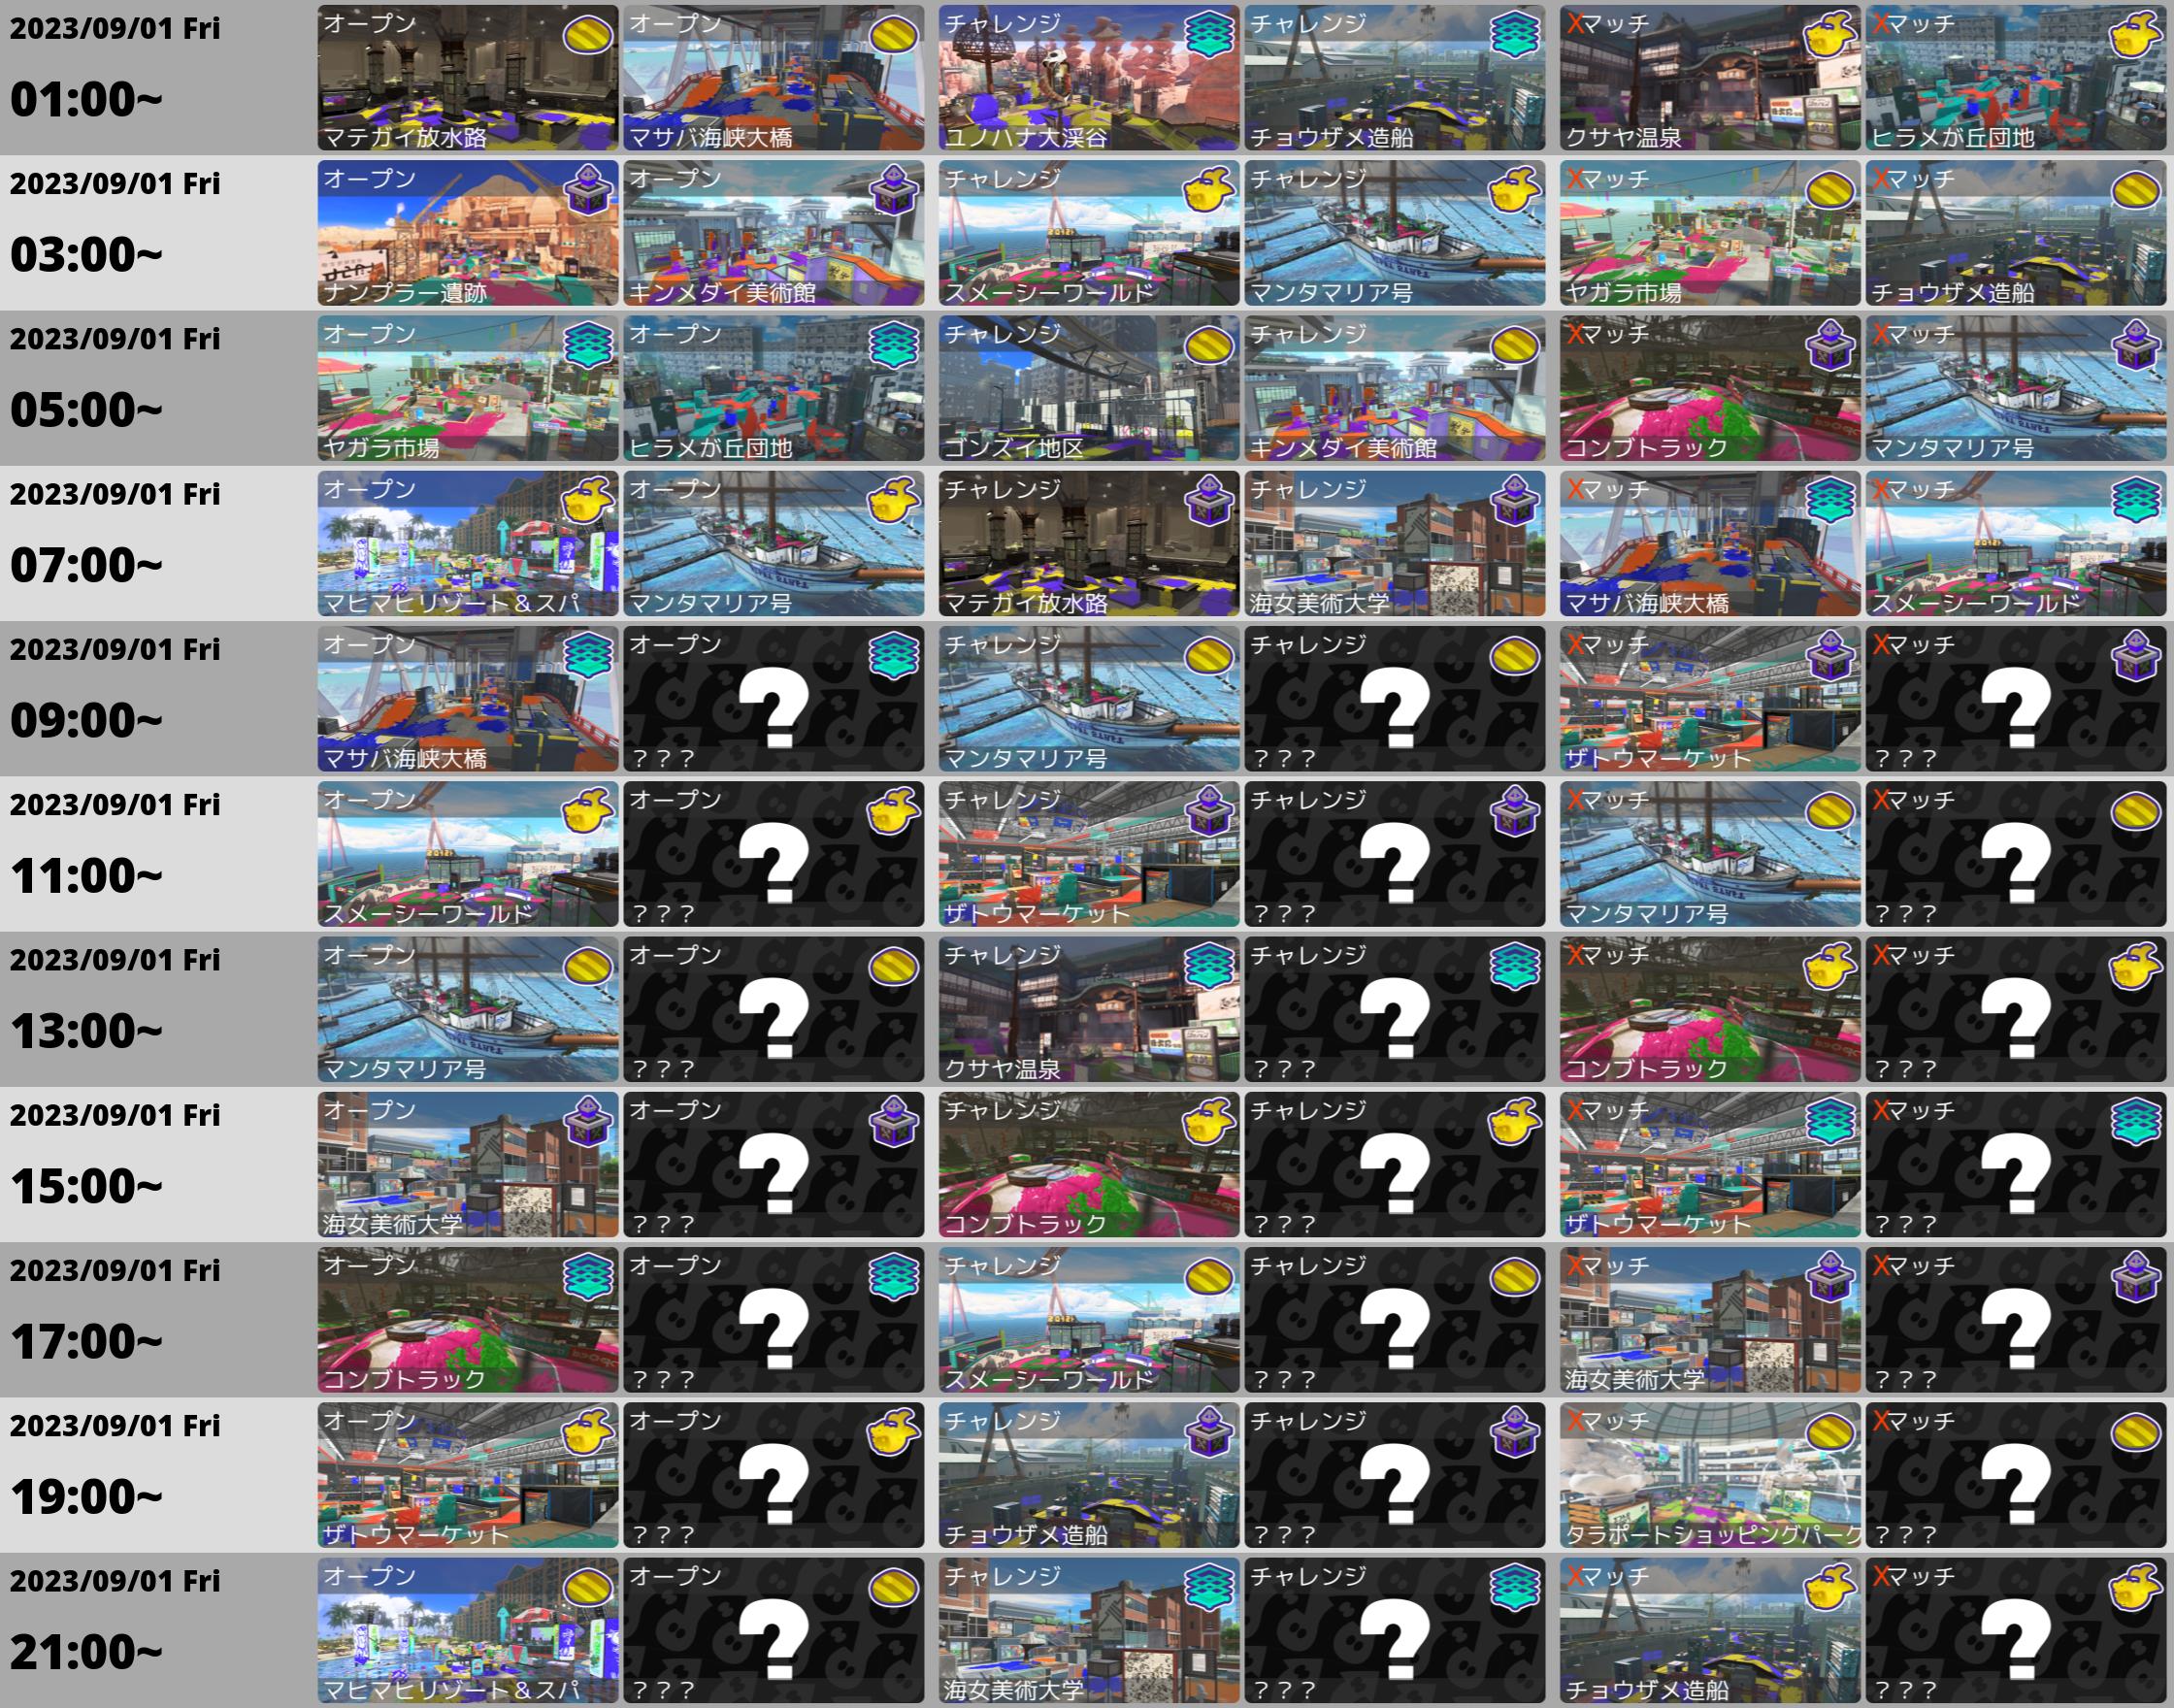 2023/09/01 Fri
01:00~
オープン
マテガイ放水路
オープン
マサバ海峡大橋
チャレンジ
ユノハナ大渓谷
チャレンジ
チョウザメ造船
Xマッチ
クサヤ温泉
Xマッチ
ヒラメが丘団地
2023/09/01 Fri
03:00~
オープン
ナンプラー遺跡
オープン
キンメダイ美術館
チャレンジ
スメーシーワールド
チャレンジ
マンタマリア号
Xマッチ
ヤガラ市場
Xマッチ
チョウザメ造船
2023/09/01 Fri
05:00~
オープン
ヤガラ市場
オープン
ヒラメが丘団地
チャレンジ
ゴンズイ地区
チャレンジ
キンメダイ美術館
Xマッチ
コンブトラック
Xマッチ
マンタマリア号
2023/09/01 Fri
07:00~
オープン
マヒマヒリゾート＆スパ
オープン
マンタマリア号
チャレンジ
マテガイ放水路
チャレンジ
海女美術大学
Xマッチ
マサバ海峡大橋
Xマッチ
スメーシーワールド
2023/09/01 Fri
09:00~
オープン
マサバ海峡大橋
オープン
？？？
チャレンジ
マンタマリア号
チャレンジ
？？？
Xマッチ
ザトウマーケット
Xマッチ
？？？
2023/09/01 Fri
11:00~
オープン
スメーシーワールド
オープン
？？？
チャレンジ
ザトウマーケット
チャレンジ
？？？
Xマッチ
マンタマリア号
Xマッチ
？？？
2023/09/01 Fri
13:00~
オープン
マンタマリア号
オープン
？？？
チャレンジ
クサヤ温泉
チャレンジ
？？？
Xマッチ
コンブトラック
Xマッチ
？？？
2023/09/01 Fri
15:00~
オープン
海女美術大学
オープン
？？？
チャレンジ
コンブトラック
チャレンジ
？？？
Xマッチ
ザトウマーケット
Xマッチ
？？？
2023/09/01 Fri
17:00~
オープン
コンブトラック
オープン
？？？
チャレンジ
スメーシーワールド
チャレンジ
？？？
Xマッチ
海女美術大学
Xマッチ
？？？
2023/09/01 Fri
19:00~
オープン
ザトウマーケット
オープン
？？？
チャレンジ
チョウザメ造船
チャレンジ
？？？
Xマッチ
タラポートショッピングパーク
Xマッチ
？？？
2023/09/01 Fri
21:00~
オープン
マヒマヒリゾート＆スパ
オープン
？？？
チャレンジ
海女美術大学
チャレンジ
？？？
Xマッチ
チョウザメ造船
Xマッチ
？？？